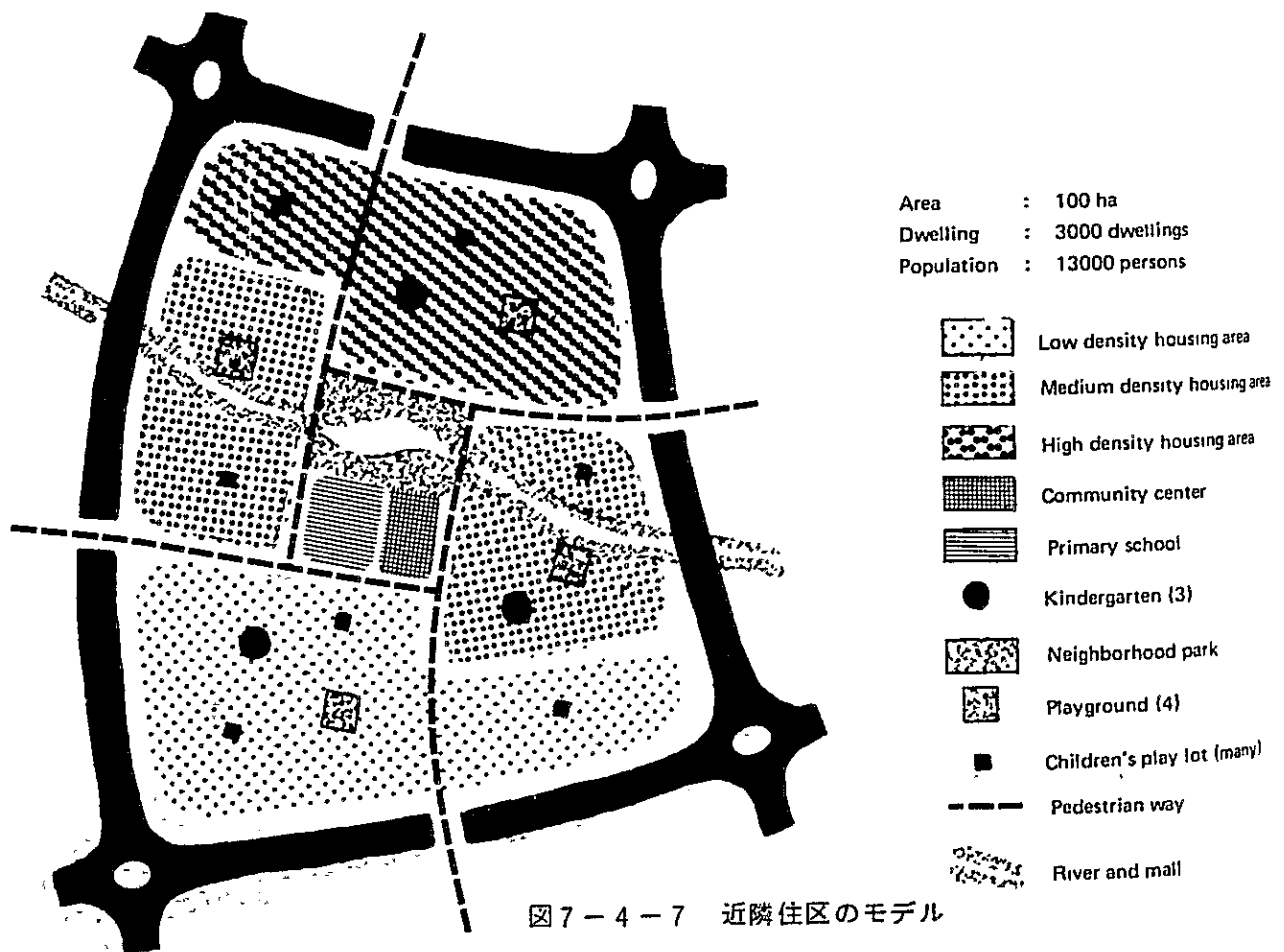 Area : 100 ha
Dwelling : 3000 dwellings
Population : 13000 persons
Low density housing area
Medium density housing area
High density housing area
Community center
Primary school
Kindergarten (3)
Neighborhood park
Playground (4)
Children's play lot (many)
Pedestrian way
River and mall
図7-4-7 近隣住区のモデル